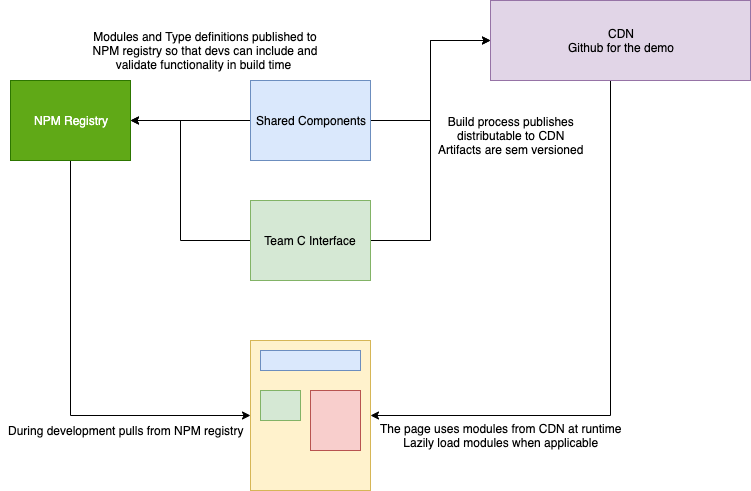 Modules and Type definitions published to
NPM registry so that devs can include and
validate functionality in build time
CDN
Github for the demo
NPM Registry
Shared Components
Build process publishes
distributable to CDN
Artifacts are sem versioned
Team C Interface
During development pulls from NPM registry
The page uses modules from CDN at runtime
Lazily load modules when applicable